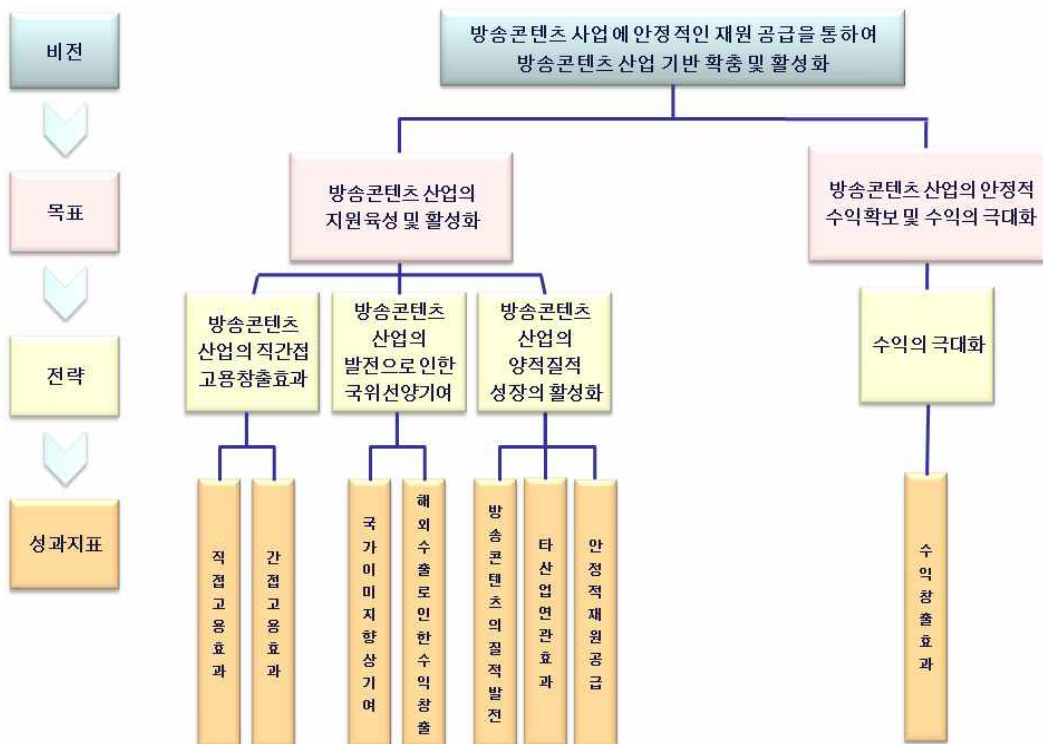 비전
방송콘텐츠 사업에 안정적인 재원 공급을 통하여
방송콘텐츠 산업 기반 확충 및 활성화
목표
방송콘텐츠 산업의
지원육성 및 활성화
방송콘텐츠 산업의 안정적
수익확보 및 수익의 극대화
전략
방송콘텐츠
산업의 직간접
고용창출효과
방송콘텐츠
산업의
발전으로 인한
국위선양기여
방송콘텐츠
산업의
양적질적
성장의 활성화
수익의 극대화
성과지표
직접고용효과
간접고용효과
국가이미지향상기여
해외수출로인한수익창출
방송콘텐츠의질적발전
타산업연관효과
안정적재원공급
수익창출효과